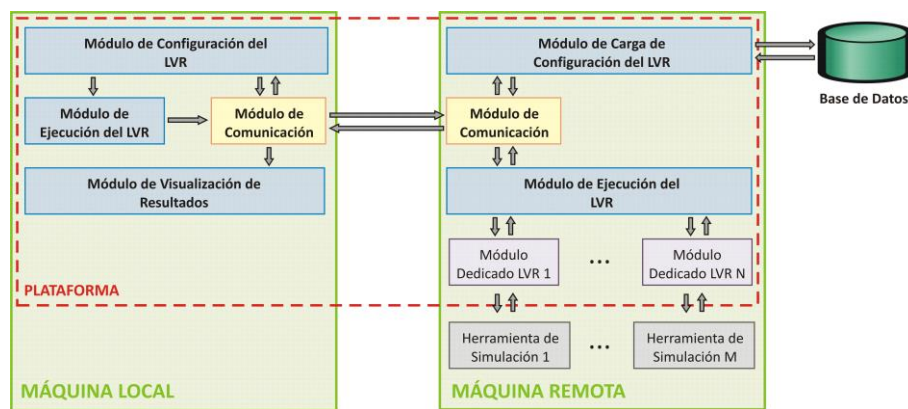 Módulo de Configuración del
LVR
Módulo de
Ejecución del LVR
Módulo de
Comunicación
Módulo de Visualización de
Resultados
PLATAFORMA
MÁQUINA LOCAL
Módulo de Carga de
Configuración del LVR
Módulo de
Comunicación
Módulo de Ejecución del
LVR
Módulo
Dedicado LVR 1
...
Módulo
Dedicado LVR N
Herramienta de
Simulación 1
...
Herramienta de
Simulación M
MÁQUINA REMOTA
Base de Datos